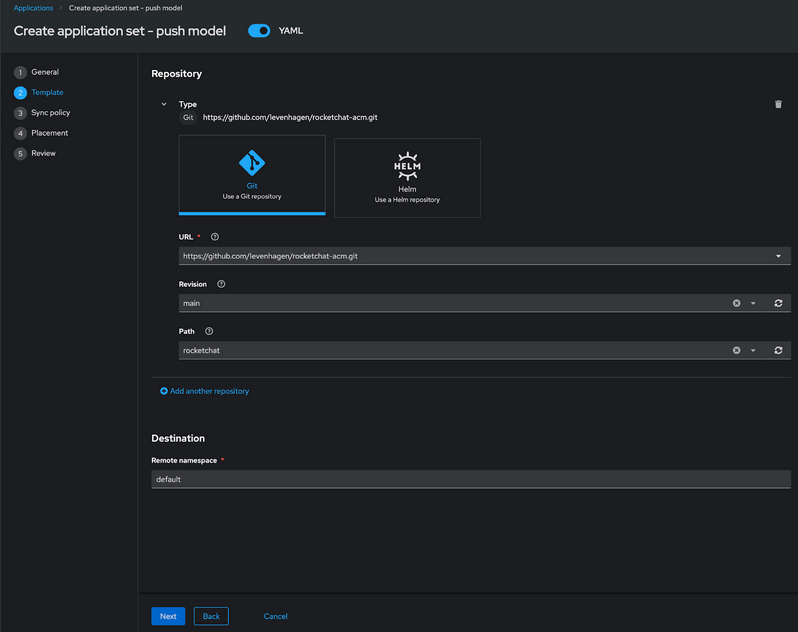 Applications / Create application set - push model
Create application set - push model YAML
1 General
2 Template
3 Sync policy
4 Placement
5 Review
Repository
Type
Git https://github.com/levenhagen/rocketchat-acm.git
Git
Use a Git repository
HELM
Helm
Use a Helm repository
URL *
https://github.com/levenhagen/rocketchat-acm.git
Revision
main
Path
rocketchat
Add another repository
Destination
Remote namespace *
default
Next Back Cancel